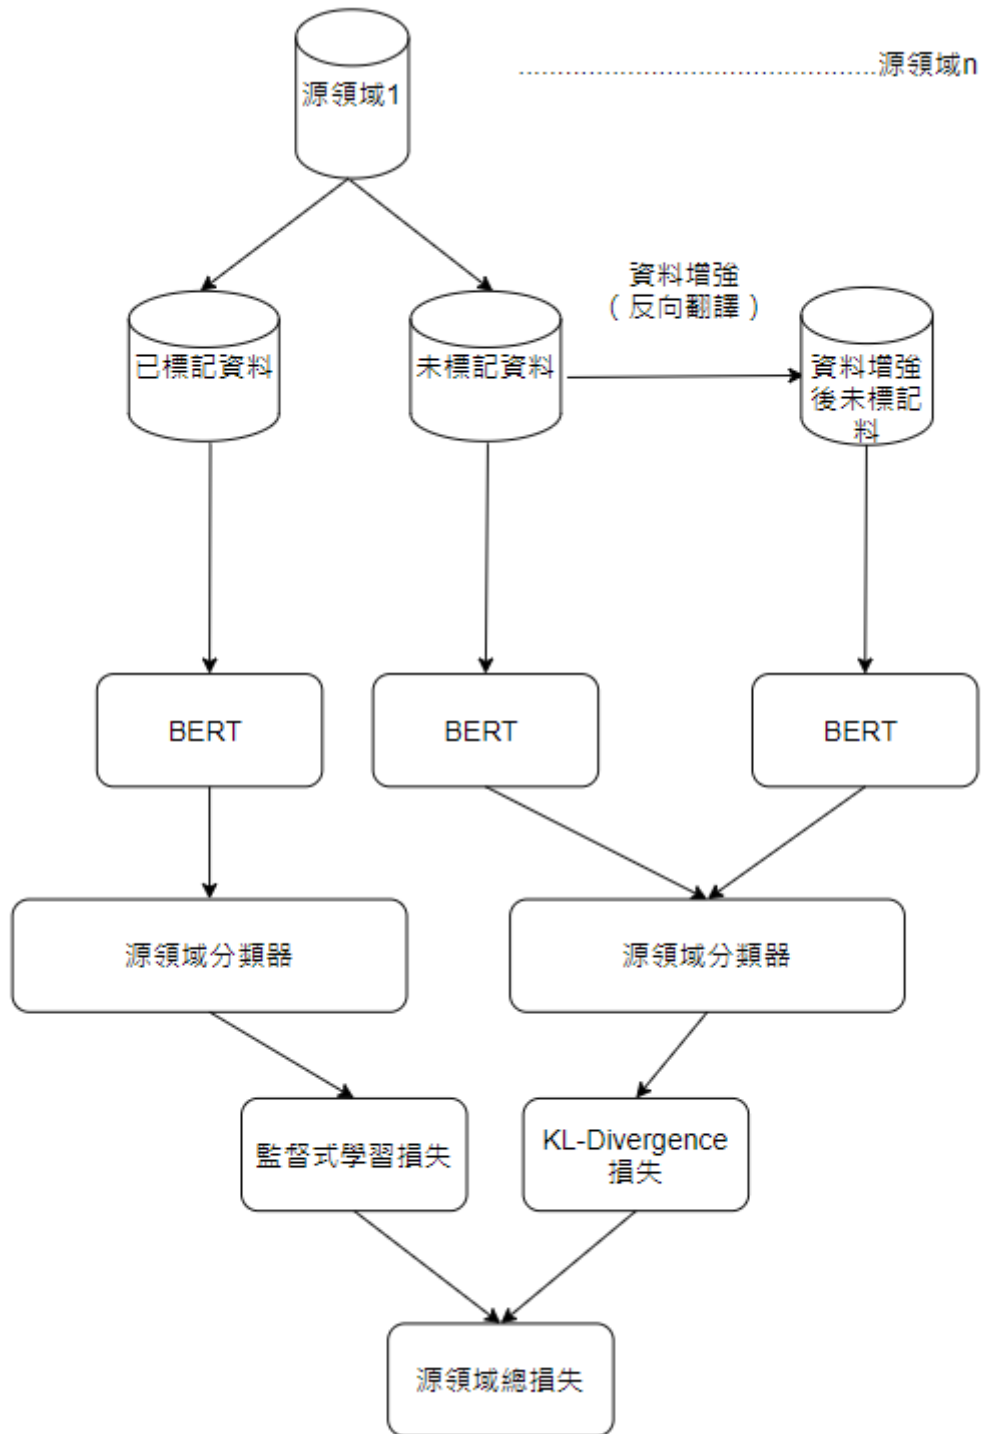 源領域1
.............................................源領域n
資料增強
（反向翻譯）
已標記資料
未標記資料
資料增強
後未標記
料
BERT
BERT
BERT
源領域分類器
源領域分類器
監督式學習損失
KL-Divergence
損失
源領域總損失